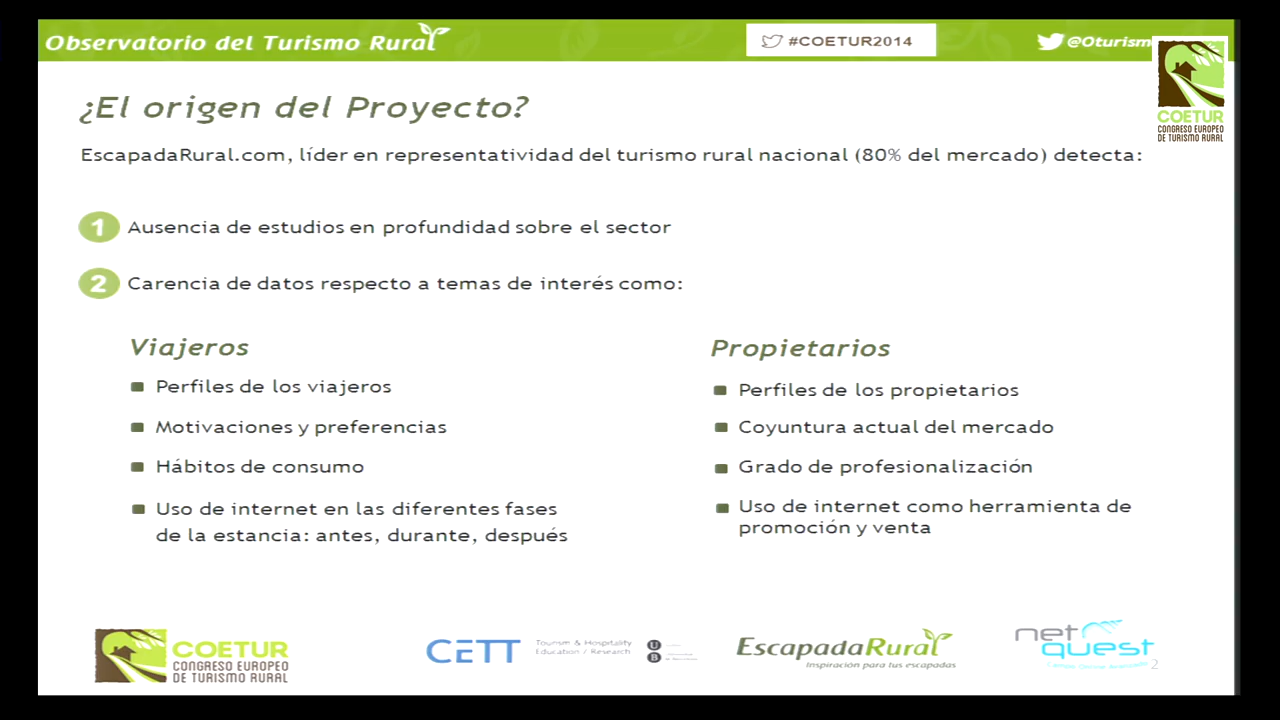 Observatorio del Turismo Rural
#COETUR2014
@Oturism
COETUR
CONGRESO EUROPEO
DE TURISMO RURAL
¿El origen del Proyecto?
EscapadaRural.com, líder en representatividad del turismo rural nacional (80% del mercado) detecta:
1 Ausencia de estudios en profundidad sobre el sector
2 Carencia de datos respecto a temas de interés como:
Viajeros
Perfiles de los viajeros
Motivaciones y preferencias
Hábitos de consumo
Uso de internet en las diferentes fases
de la estancia: antes, durante, después
Propietarios
Perfiles de los propietarios
Coyuntura actual del mercado
Grado de profesionalización
Uso de internet como herramienta de
promoción y venta
COETUR
CONGRESO EUROPEO
DE TURISMO RURAL
CETT
Tourism & Hospitality
Education / Research
U
B
EscapadaRural
Inspiración para tus escapadas
net
quest
2